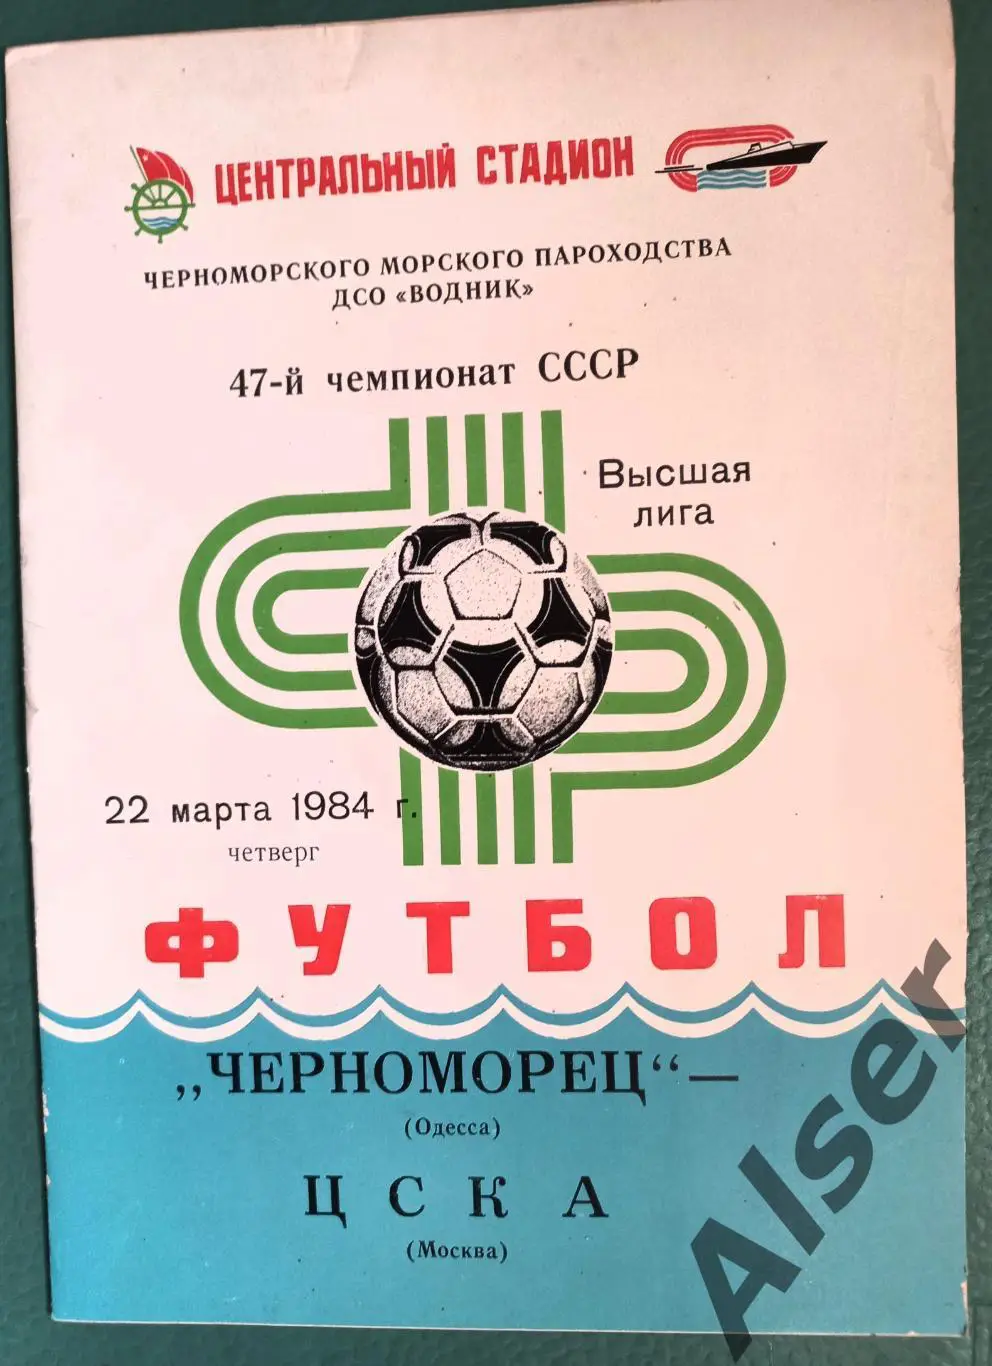 ЦЕНТРАЛЬНЫЙ СТАДИОН
ЧЕРНОМОРСКОГО МОРСКОГО ПАРОХОДСТВА
ДСО «ВОДНИК»
47-й чемпионат СССР
Высшая
лига
22 марта 1984 г.
четверг
ФУТБОЛ
„ЧЕРНОМОРЕЦ“ —
(Одесса)
ЦСКА
(Москва)
Alser